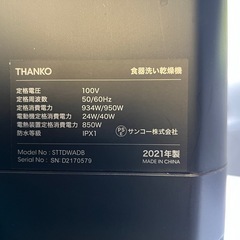 THANKO 食器洗い乾燥機
定格電圧：100V
定格周波数：50/60Hz
定格消費電力：934W/950W
電動機定格消費電力：24W/40W
電熱装置定格消費電力：850W
防水等級：IPX1
PS E サンコー株式会社
Model No：STTDWADB
Serial No：SN D2170579
2021年製
MADE IN CHINA